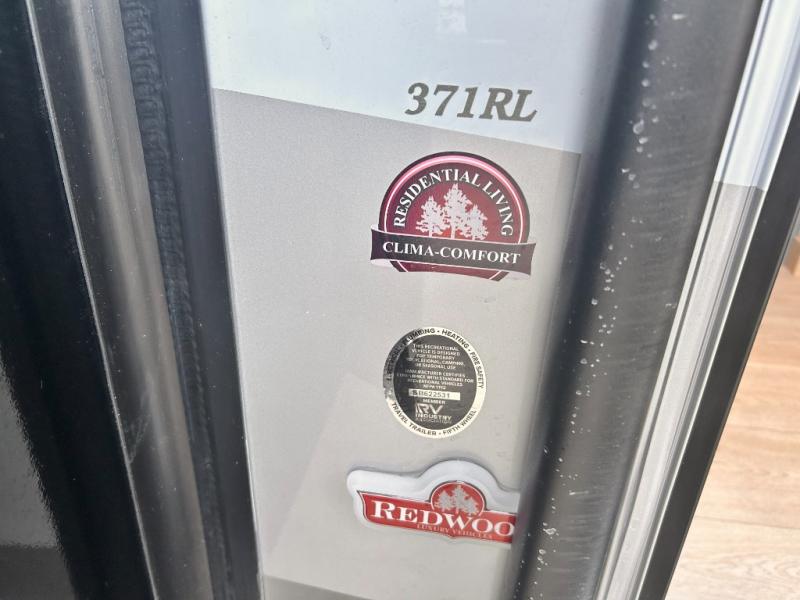 371RL
RESIDENTIAL LIVING
CLIMA-COMFORT
HEATING • FIRE SAFETY
THIS RECREATIONAL
VEHICLE IS DESIGNED
FOR TEMPORARY
RECREATIONAL, CAMPING,
OR SEASONAL USE
MANUFACTURER CERTIFIES
COMPLIANCE WITH STANDARD FOR
RECREATIONAL VEHICLES
NFPA 1192
MEMBER
RV
INDUSTRY
TRAVEL TRAILER • FIFTH WHEEL
REDWOO
LUXURY VEHICLES